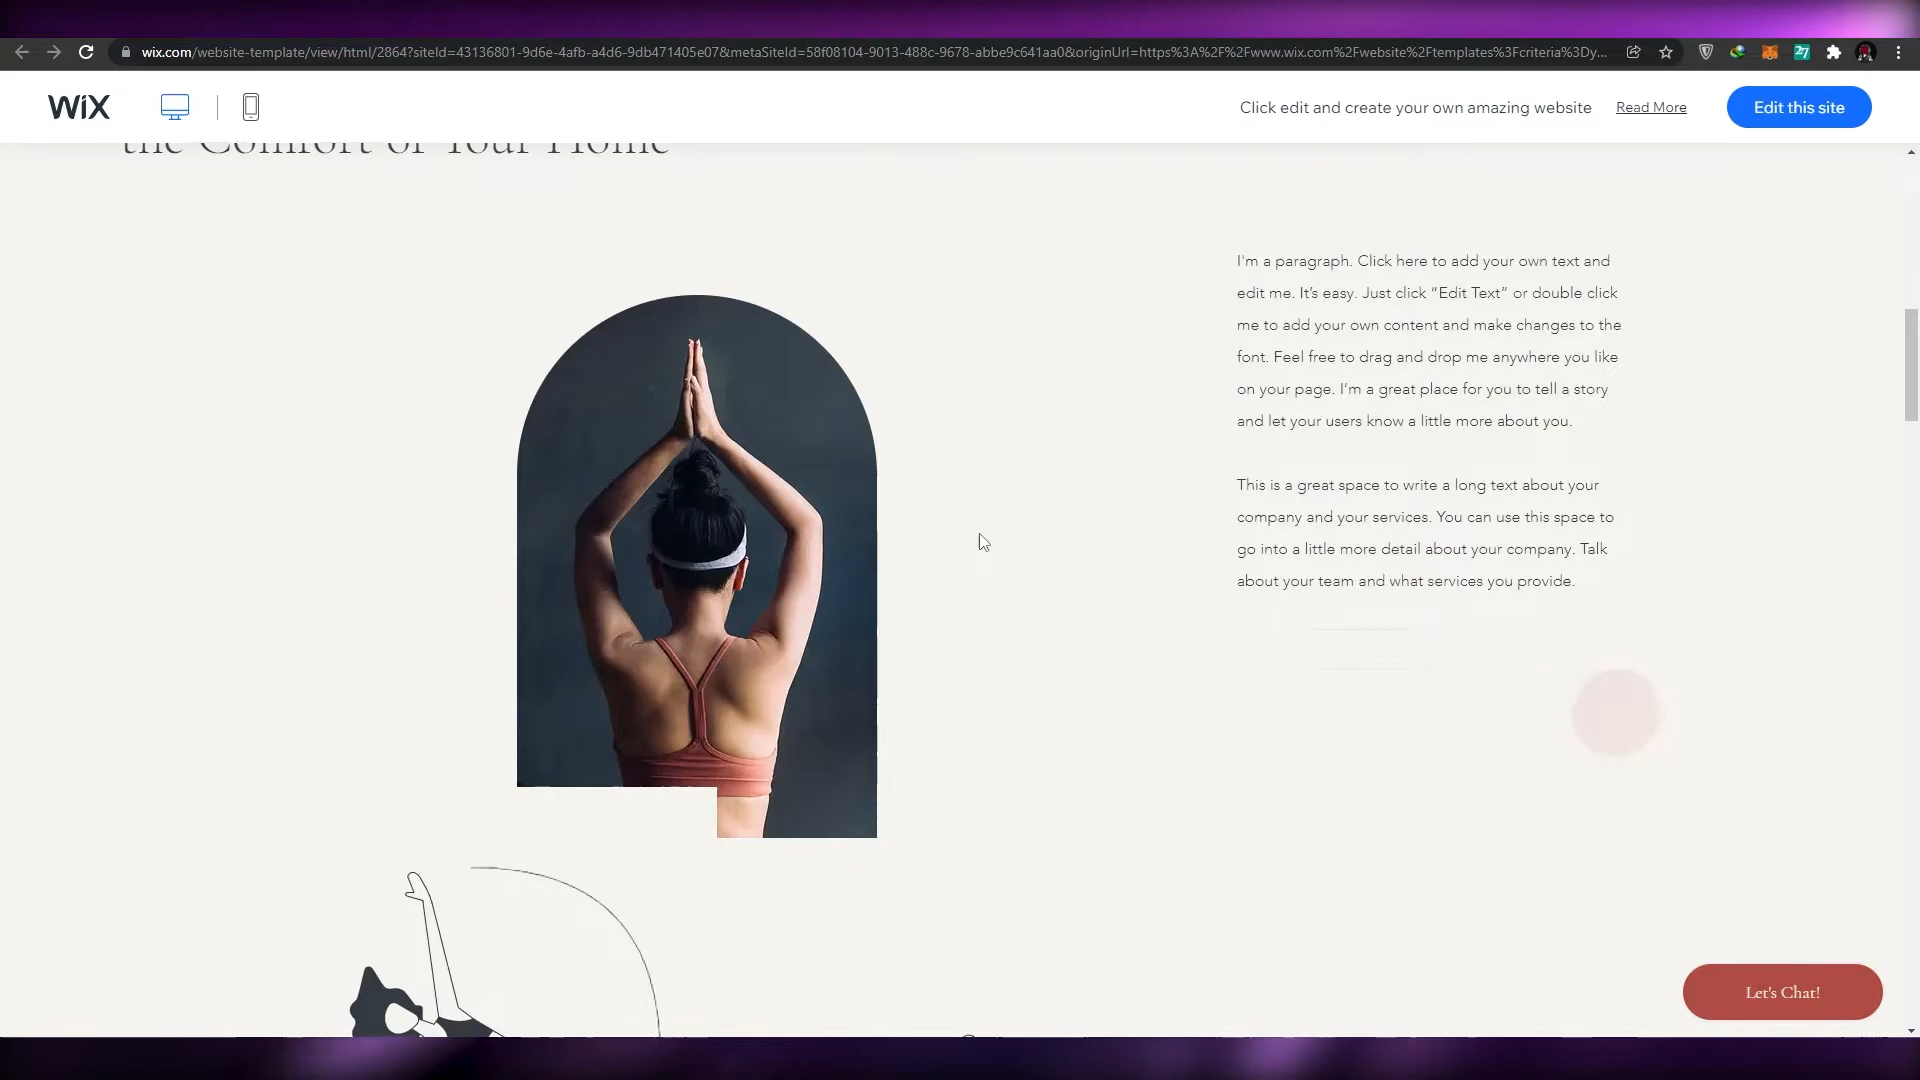 wix.com/website-template/view/html/2864?siteId=43136801-9d6e-4afb-a4d6-9db471405e07&metaSiteId=58f08104-9013-488c-9678-abbe9c641aa0&originUrl=https%3A%2F%2Fwww.wix.com%2Fwebsite%2Ftemplates%3Fcriteria%3Dy...
27
WiX
Click edit and create your own amazing website
Read More
Edit this site
the Comfort of Your Home
I'm a paragraph. Click here to add your own text and
edit me. It’s easy. Just click “Edit Text” or double click
me to add your own content and make changes to the
font. Feel free to drag and drop me anywhere you like
on your page. I’m a great place for you to tell a story
and let your users know a little more about you.
This is a great space to write a long text about your
company and your services. You can use this space to
go into a little more detail about your company. Talk
about your team and what services you provide.
Let's Chat!